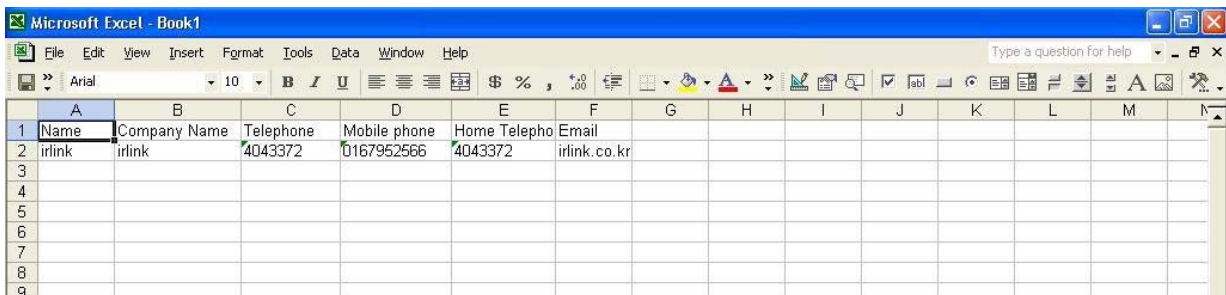 Microsoft Excel - Book1
File Edit View Insert Format Tools Data Window Help Type a question for help
Arial 10 B I U $ % , A ab| A
A B C D E F G H I J K L M N
1 Name Company Name Telephone Mobile phone Home Telepho Email
2 irlink irlink 4043372 0167952566 4043372 irlink.co.kr
3
4
5
6
7
8
9